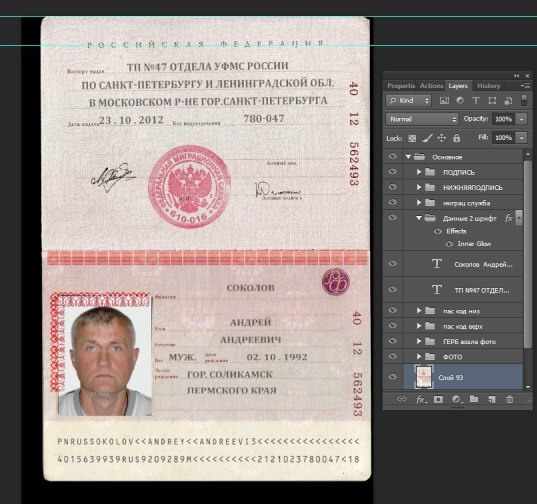 РОССИЙСКАЯ ФЕДЕРАЦИЯ
Паспорт выдан ТП №47 ОТДЕЛА УФМС РОССИИ
ПО САНКТ-ПЕТЕРБУРГУ И ЛЕНИНГРАДСКОЙ ОБЛ.
В МОСКОВСКОМ Р-НЕ ГОР.САНКТ-ПЕТЕРБУРГА
Дата выдачи 23.10.2012 Код подразделения 780-047
40 12 562493
Личный код
Личная подпись
610-016
СОКОЛОВ
Фамилия
Имя АНДРЕЙ
Отчество АНДРЕЕВИЧ
Пол МУЖ. Дата рождения 02.10.1992
Место рождения ГОР.СОЛИКАМСК
ПЕРМСКОГО КРАЯ
40 12 562493
PNRUSSOKOLOV<<ANDREY<<ANDREEVI3<<<<<<<<<<<<<
4015639939RUS9209289M<<<<<<<<<<2121023780047<18
Properties Actions Layers History
Kind
Normal Opacity: 100%
Lock: Fill: 100%
Основное
ПОДПИСЬ
НИЖНЯЯПОДПИСЬ
миграц служба
Данные 2 шрифт fx
Effects
Inner Glow
Соколов Андрей...
ТП №47 ОТДЕЛ...
пас код низ
пас код верх
ГЕРБ возле фото
ФОТО
Слой 93
fx